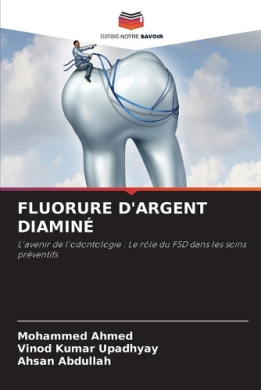 EDITIONS NOTRE SAVOIR
FLUORURE D'ARGENT
DIAMINÉ
L'avenir de l'odontologie : Le rôle du FSD dans les soins
préventifs
Mohammed Ahmed
Vinod Kumar Upadhyay
Ahsan Abdullah